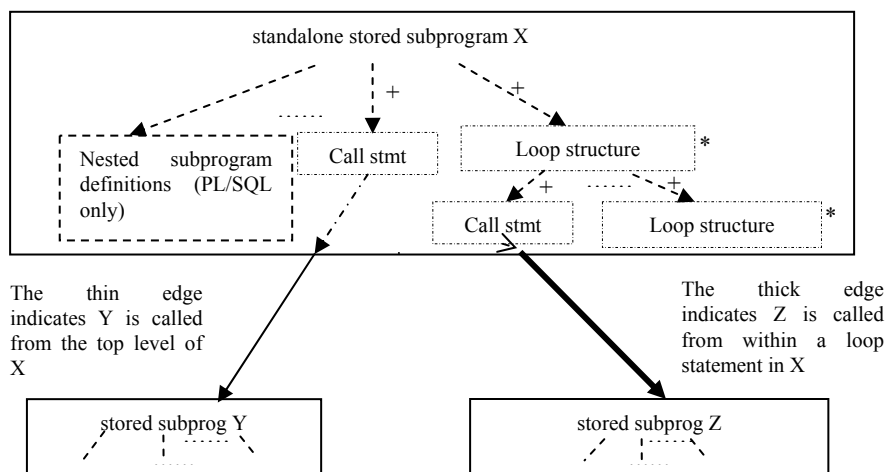 standalone stored subprogram X
+
+
Nested subprogram
definitions (PL/SQL
only)
Call stmt
Loop structure
*
+
+
Call stmt
Loop structure
*
The thin edge
indicates Y is called
from the top level of
X
The thick edge
indicates Z is called
from within a loop
statement in X
stored subprog Y
stored subprog Z